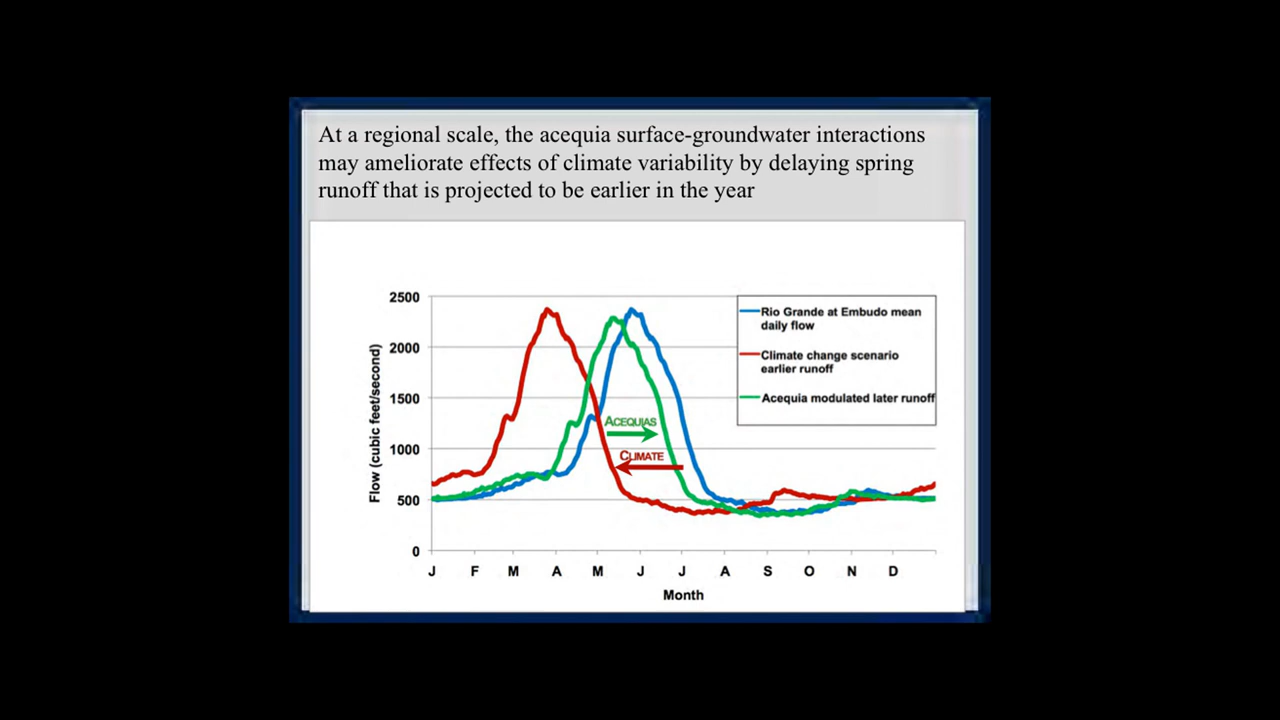 At a regional scale, the acequia surface-groundwater interactions
may ameliorate effects of climate variability by delaying spring
runoff that is projected to be earlier in the year
2500
2000
1500
1000
500
0
Flow (cubic feet/second)
Rio Grande at Embudo mean
daily flow
Climate change scenario
earlier runoff
Acequia modulated later runoff
ACEQUIAS
CLIMATE
J F M A M J J A S O N D
Month